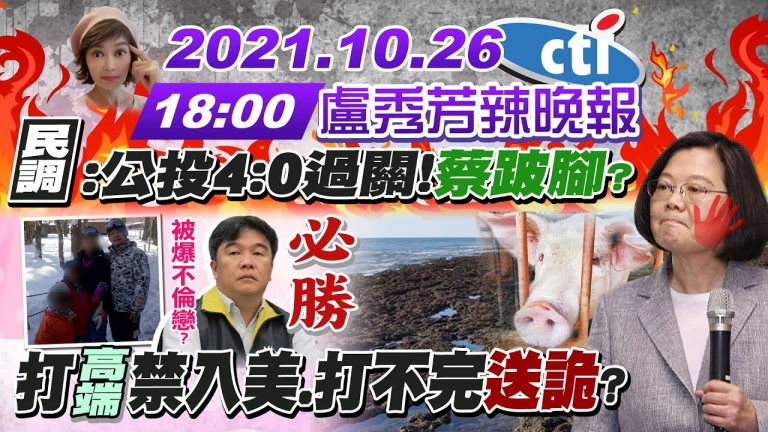 2021.10.26
cti
18:00 盧秀芳辣晚報
民調:公投4:0過關!蔡跛腳?
被爆不倫戀?
必勝
打高端禁入美.打不完送詭?